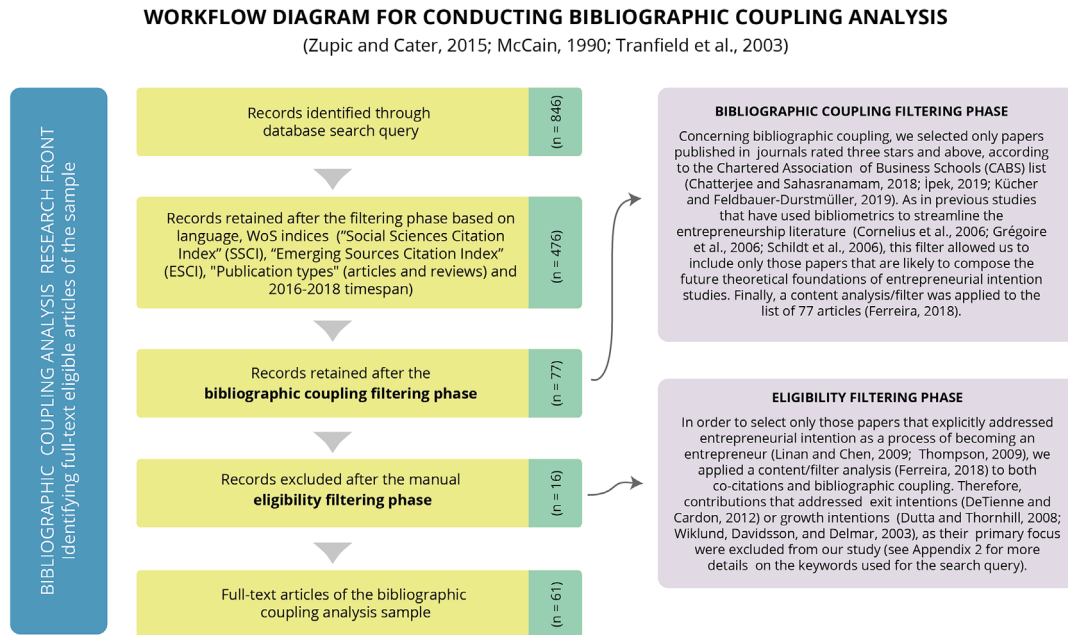 WORKFLOW DIAGRAM FOR CONDUCTING BIBLIOGRAPHIC COUPLING ANALYSIS
(Zupic and Cater, 2015; McCain, 1990; Tranfield et al., 2003)
BIBLIOGRAPHIC COUPLING ANALYSIS RESEARCH FRONT
Identifying full-text eligible articles of the sample
Records identified through
database search query
(n = 846)
Records retained after the filtering phase based on
language, WoS indices (”Social Sciences Citation
Index” (SSCI), “Emerging Sources Citation Index”
(ESCI), "Publication types" (articles and reviews) and
2016-2018 timespan)
(n = 476)
Records retained after the
bibliographic coupling filtering phase
(n = 77)
Records excluded after the manual
eligibility filtering phase
(n = 16)
Full-text articles of the bibliographic
coupling analysis sample
(n = 61)
BIBLIOGRAPHIC COUPLING FILTERING PHASE
Concerning bibliographic coupling, we selected only papers
published in journals rated three stars and above, according
to the Chartered Association of Business Schools (CABS) list
(Chatterjee and Sahasranamam, 2018; İpek, 2019; Kücher
and Feldbauer-Durstmüller, 2019). As in previous studies
that have used bibliometrics to streamline the
entrepreneurship literature (Cornelius et al., 2006; Grégoire
et al., 2006; Schildt et al., 2006), this filter allowed us to
include only those papers that are likely to compose the
future theoretical foundations of entrepreneurial intention
studies. Finally, a content analysis/filter was applied to the
list of 77 articles (Ferreira, 2018).
ELIGIBILITY FILTERING PHASE
In order to select only those papers that explicitly addressed
entrepreneurial intention as a process of becoming an
entrepreneur (Linan and Chen, 2009; Thompson, 2009), we
applied a content/filter analysis (Ferreira, 2018) to both
co-citations and bibliographic coupling. Therefore,
contributions that addressed exit intentions (DeTienne and
Cardon, 2012) or growth intentions (Dutta and Thornhill, 2008;
Wiklund, Davidsson, and Delmar, 2003), as their primary focus
were excluded from our study (see Appendix 2 for more
details on the keywords used for the search query).